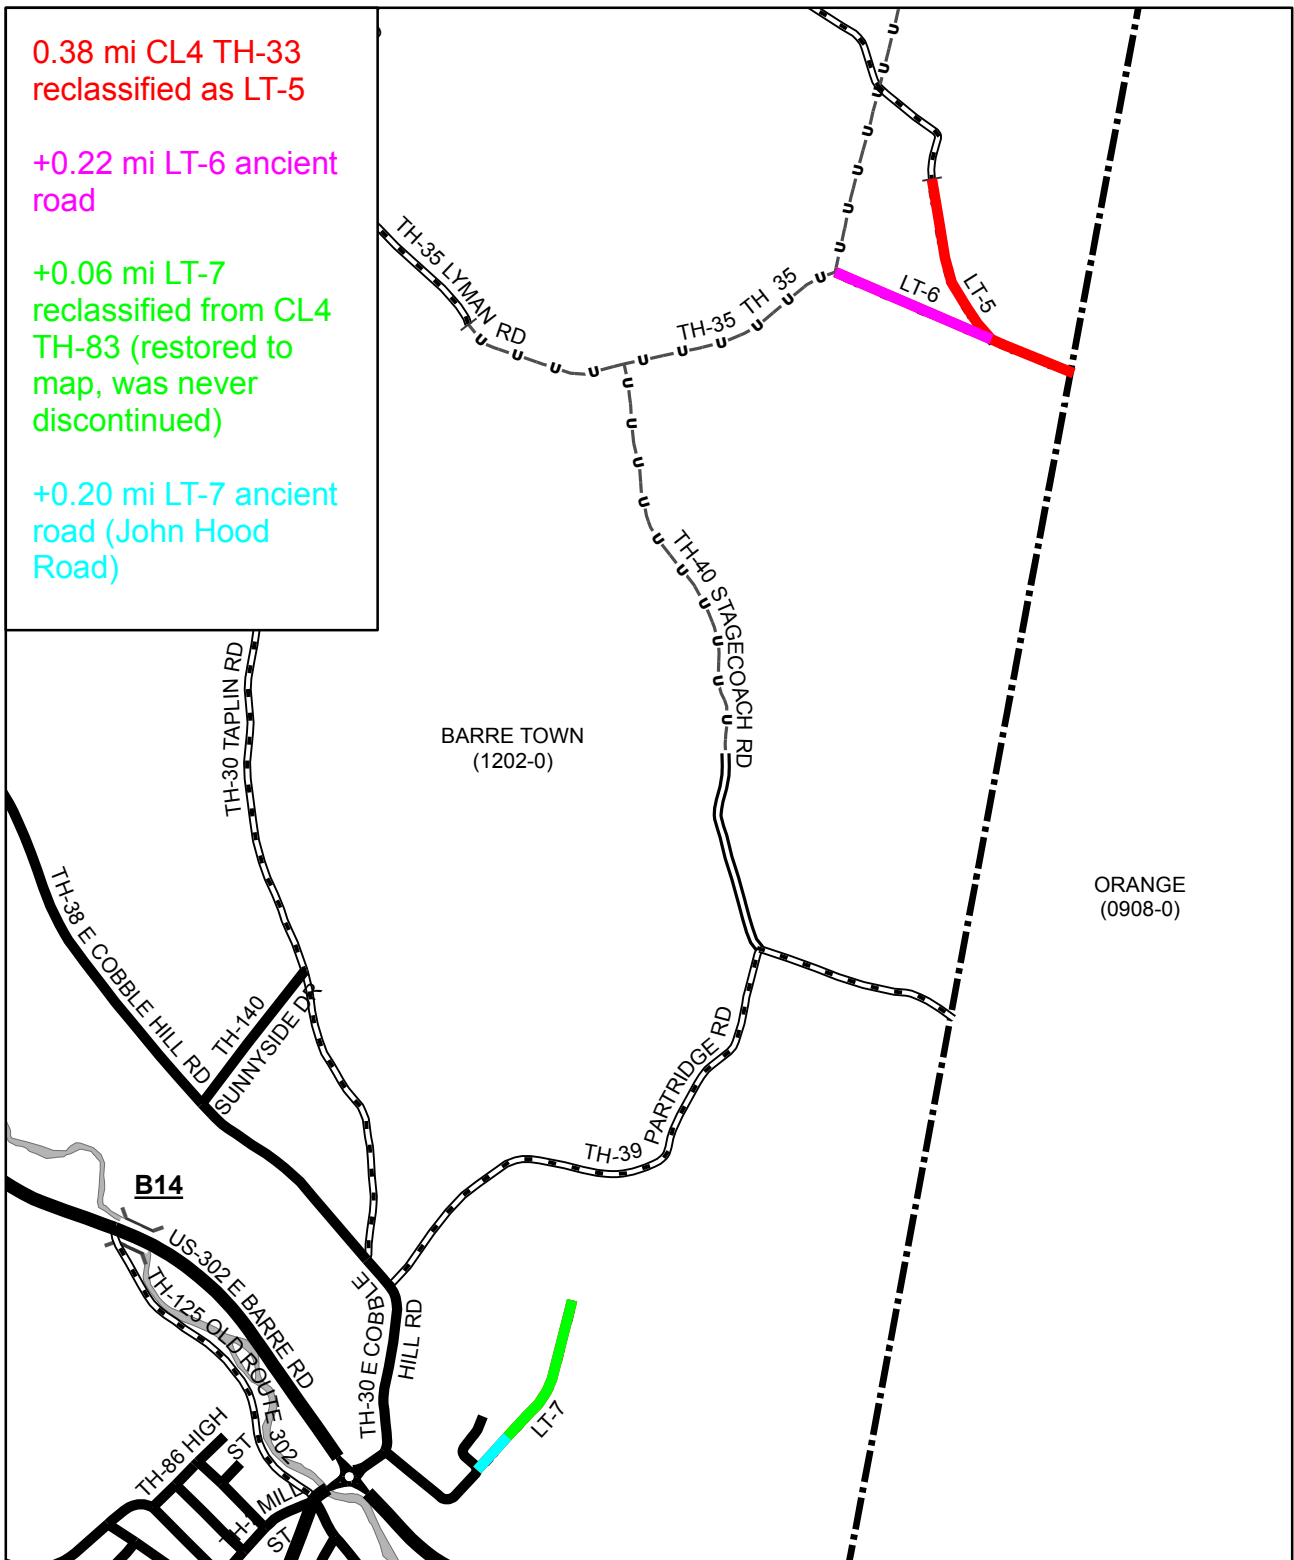 0.38 mi CL4 TH-33
reclassified as LT-5
+0.22 mi LT-6 ancient
road
+0.06 mi LT-7
reclassified from CL4
TH-83 (restored to
map, was never
discontinued)
+0.20 mi LT-7 ancient
road (John Hood
Road)
TH-35 LYMAN RD
TH-35 TH 35
LT-6
LT-5
TH-40 STAGECOACH RD
TH-30 TAPLIN RD
BARRE TOWN
(1202-0)
ORANGE
(0908-0)
TH-38 E COBBLE HILL RD
TH-140
SUNNYSIDE DR
PARTRIDGE RD
TH-39
B14
US-302 E BARRE RD
TH-125 OLD ROUTE 302
TH-30 E COBBLE
HILL RD
LT-7
TH-86 HIGH
ST
MILL
ST